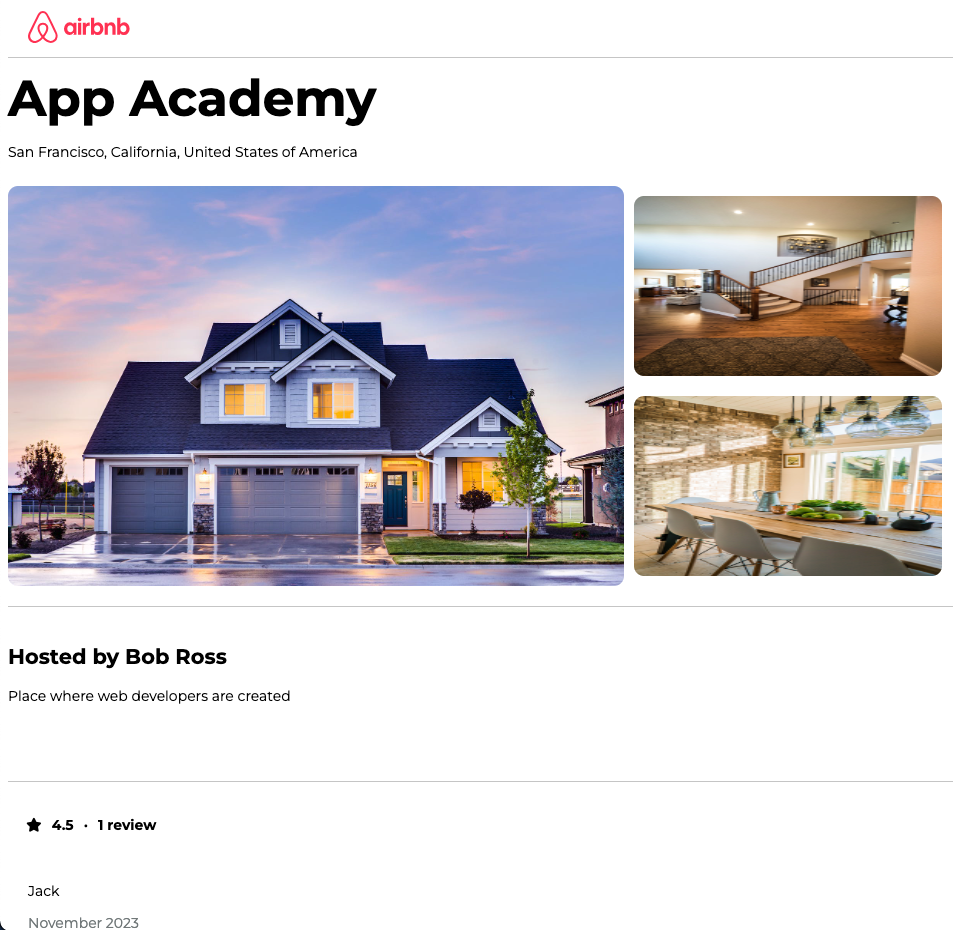 airbnb
App Academy
San Francisco, California, United States of America
Hosted by Bob Ross
Place where web developers are created
4.5 · 1 review
Jack
November 2023